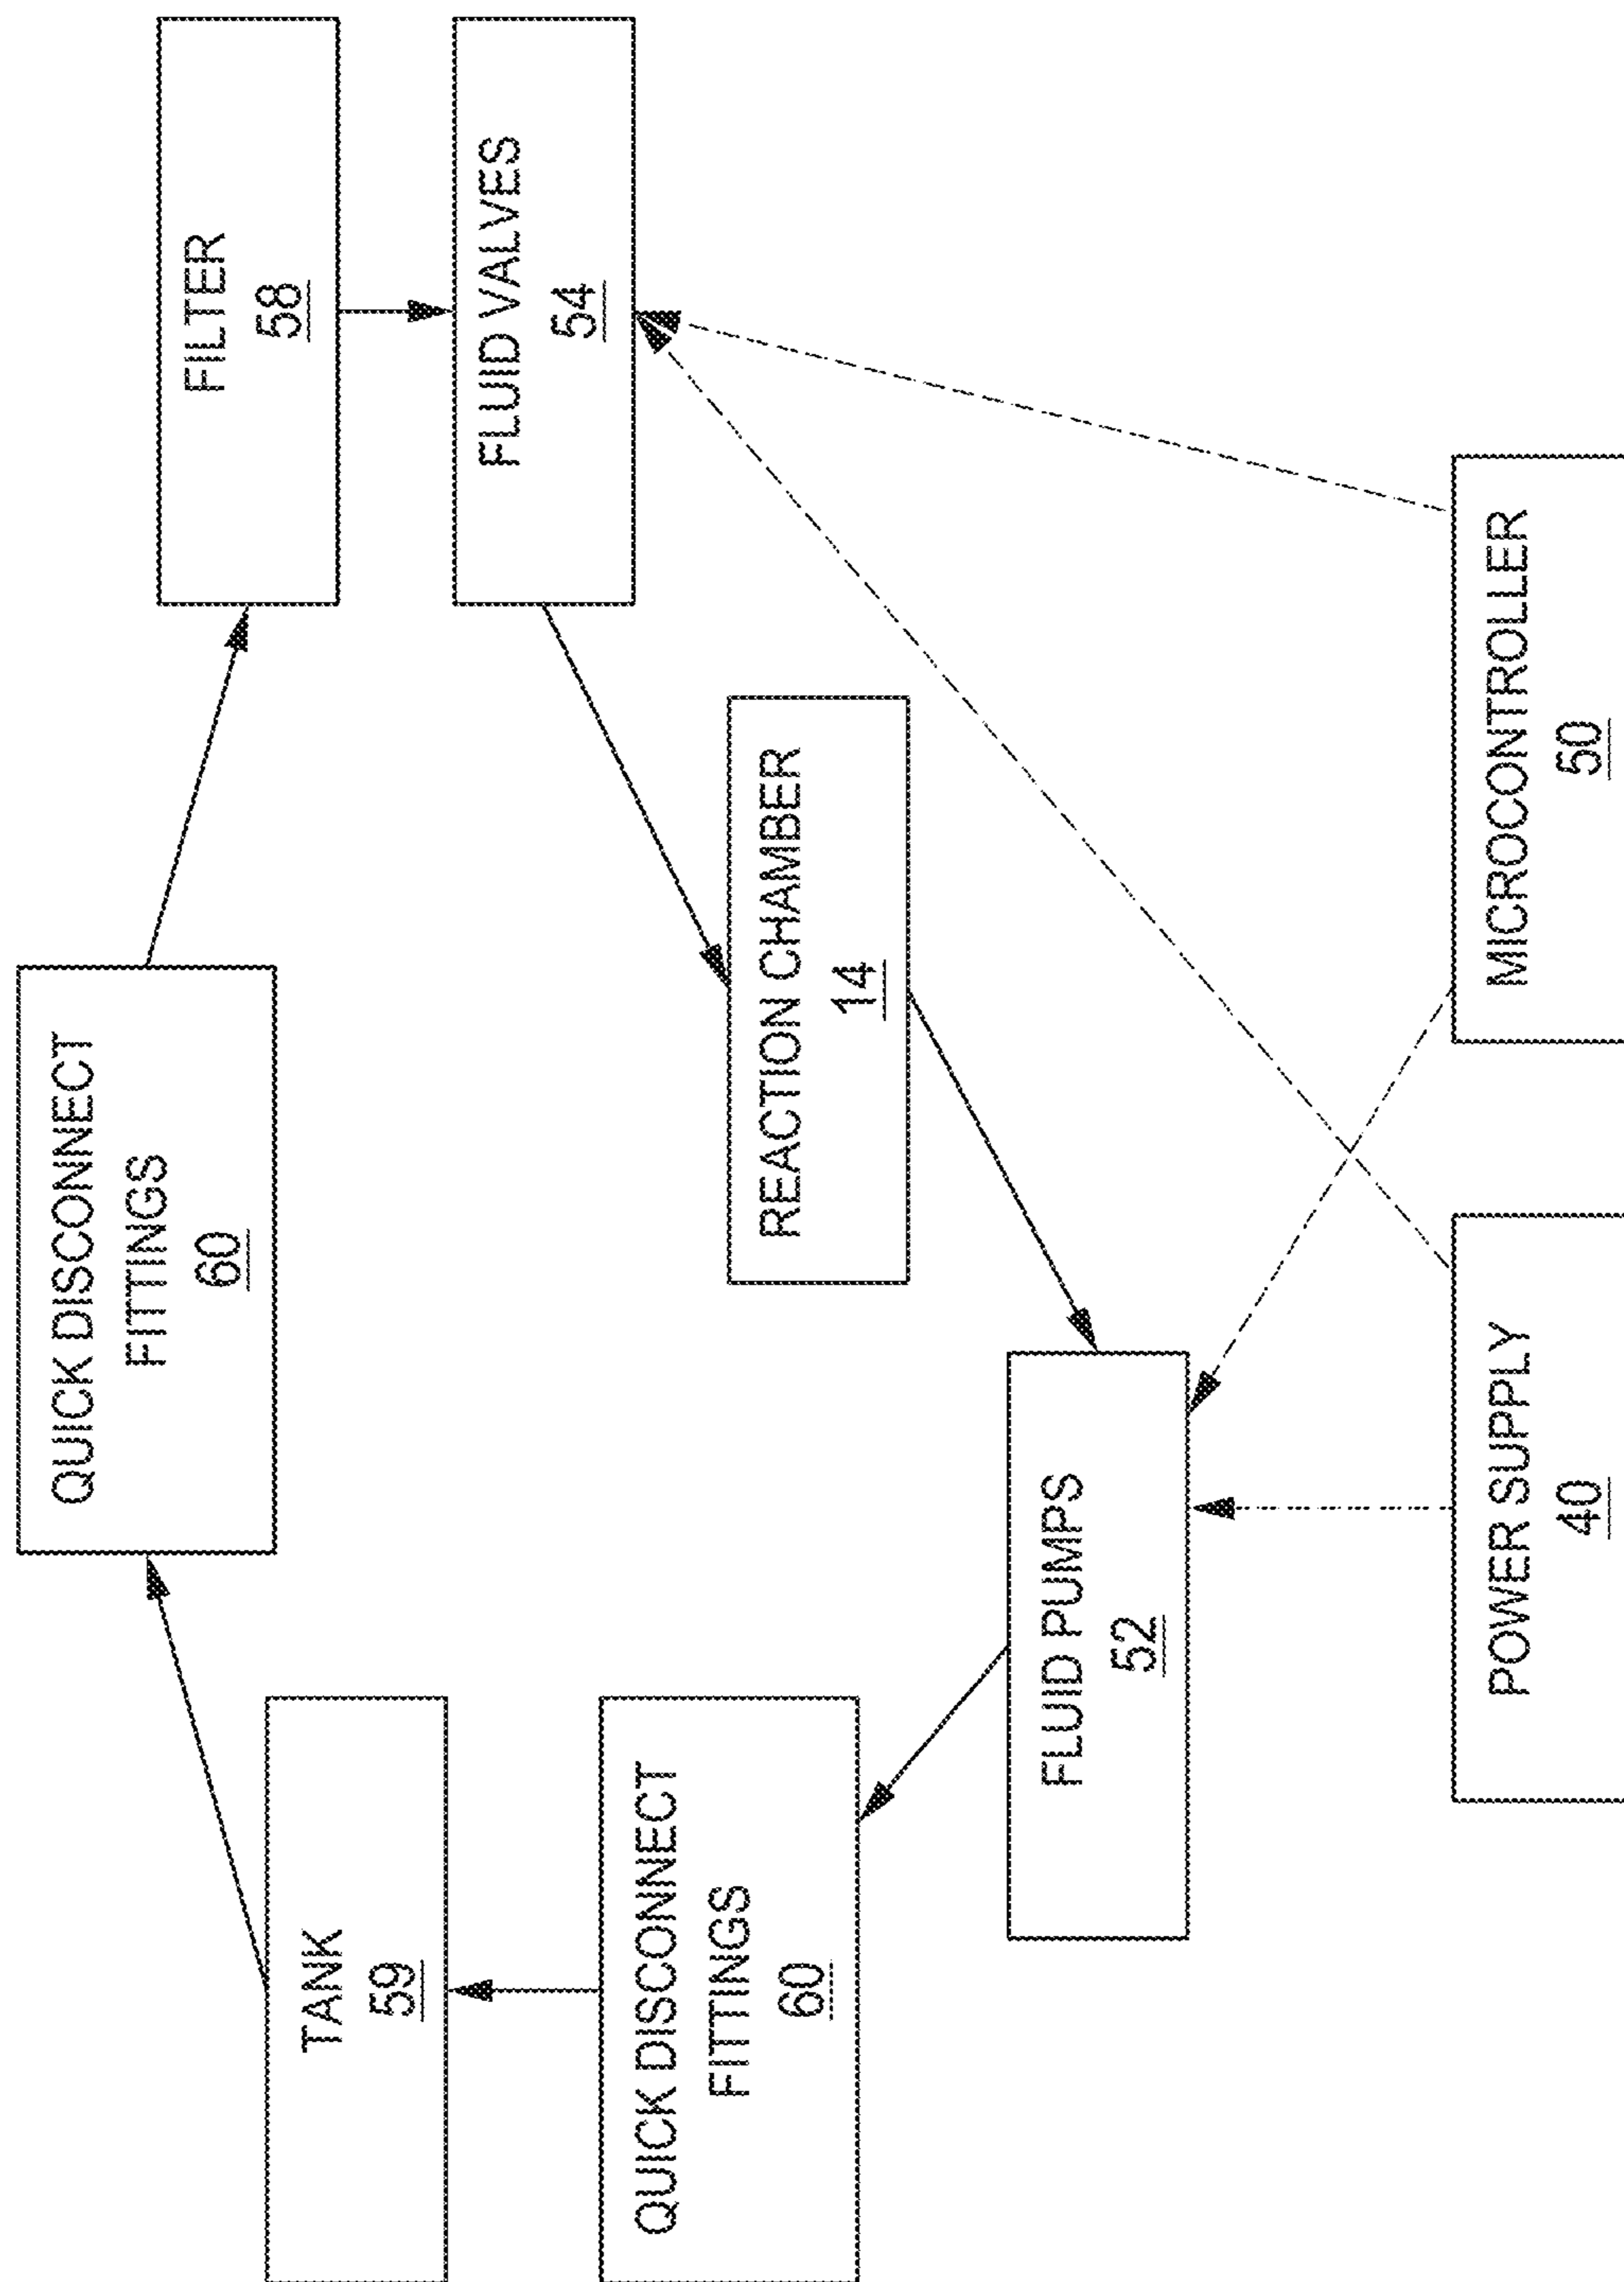 QUICK DISCONNECT
FITTINGS
60
FILTER
58
TANK
59
FLUID VALVES
54
QUICK DISCONNECT
FITTINGS
60
REACTION CHAMBER
14
FLUID PUMPS
52
POWER SUPPLY
40
MICROCONTROLLER
50